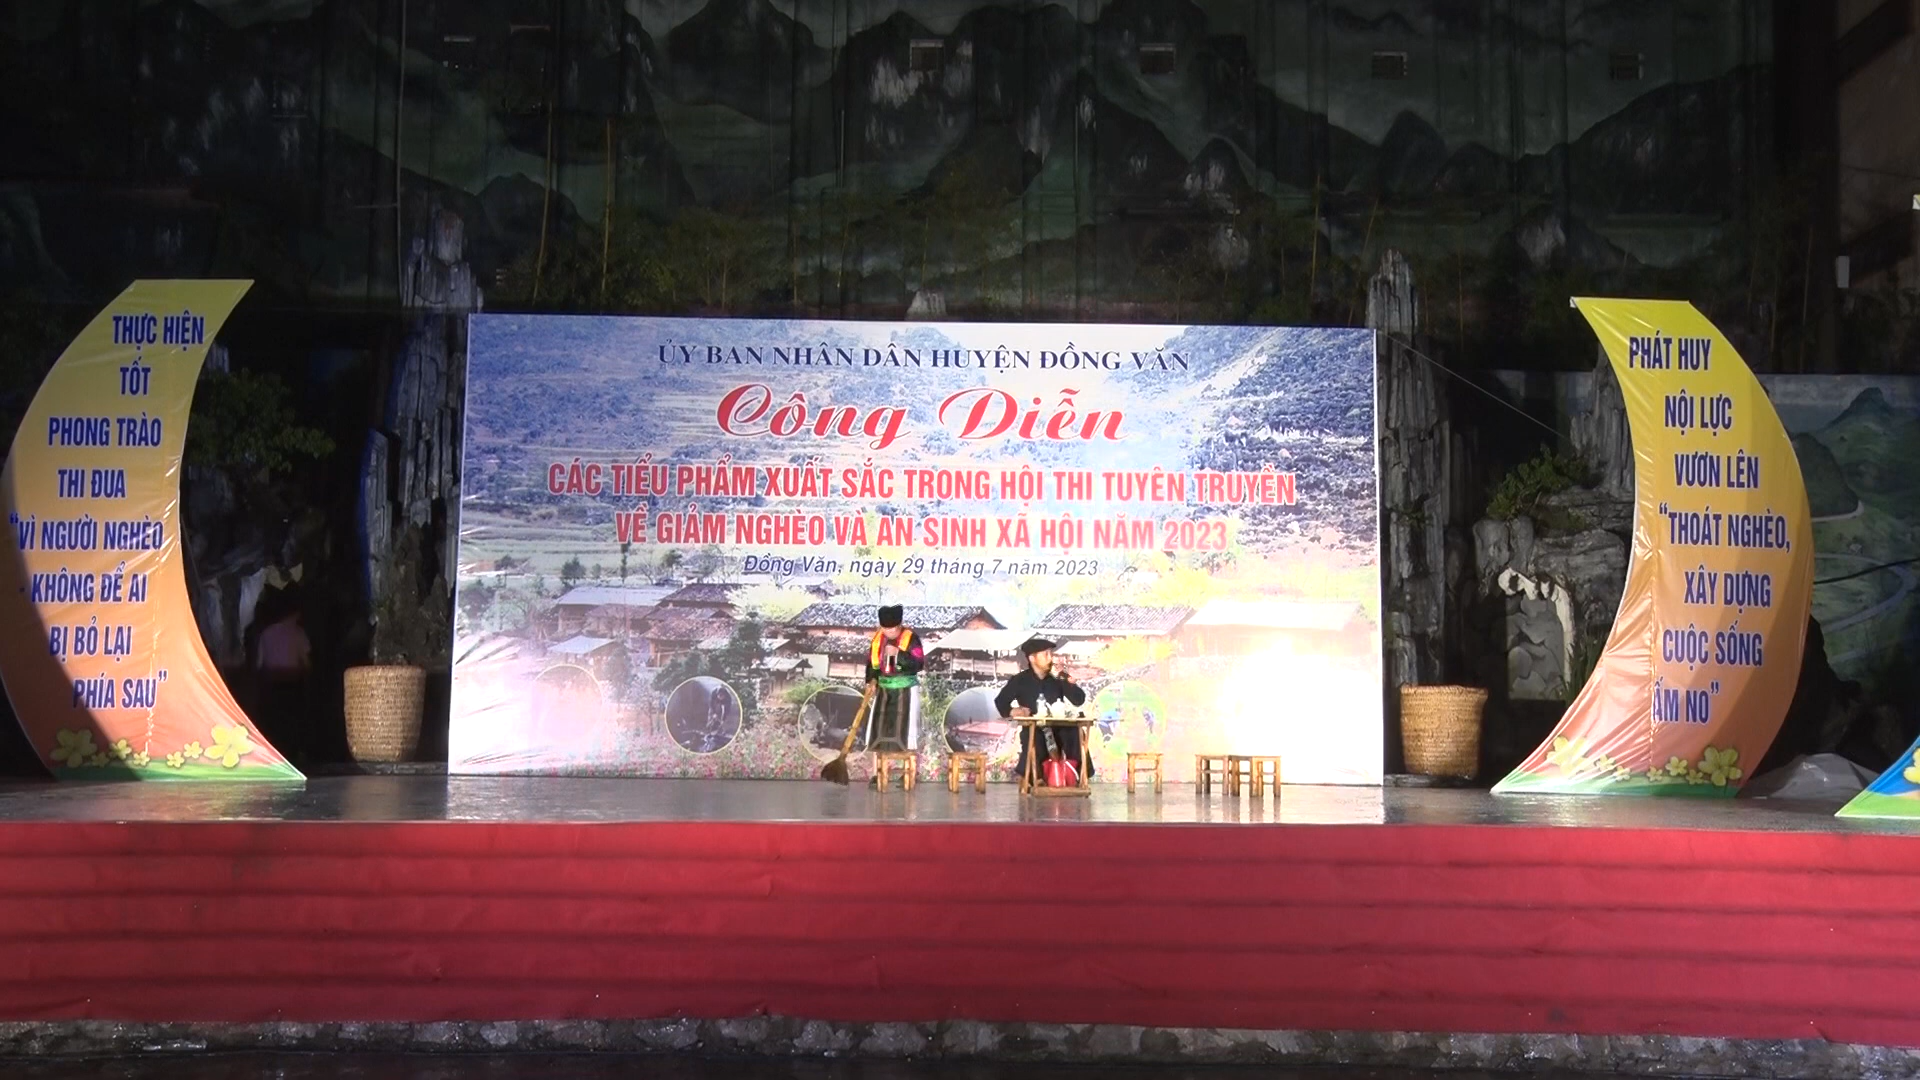 THỰC HIỆN
TỐT
PHONG TRÀO
THI ĐUA
"VÌ NGƯỜI NGHÈO
- KHÔNG ĐỂ AI
BỊ BỎ LẠI
PHÍA SAU"
ỦY BAN NHÂN DÂN HUYỆN ĐỒNG VĂN
Công Diễn
CÁC TIỂU PHẨM XUẤT SẮC TRONG HỘI THI TUYÊN TRUYỀN
VỀ GIẢM NGHÈO VÀ AN SINH XÃ HỘI NĂM 2023
Đồng Văn, ngày 29 tháng 7 năm 2023
PHÁT HUY
NỘI LỰC
VƯƠN LÊN
"THOÁT NGHÈO,
XÂY DỰNG
CUỘC SỐNG
ẤM NO"